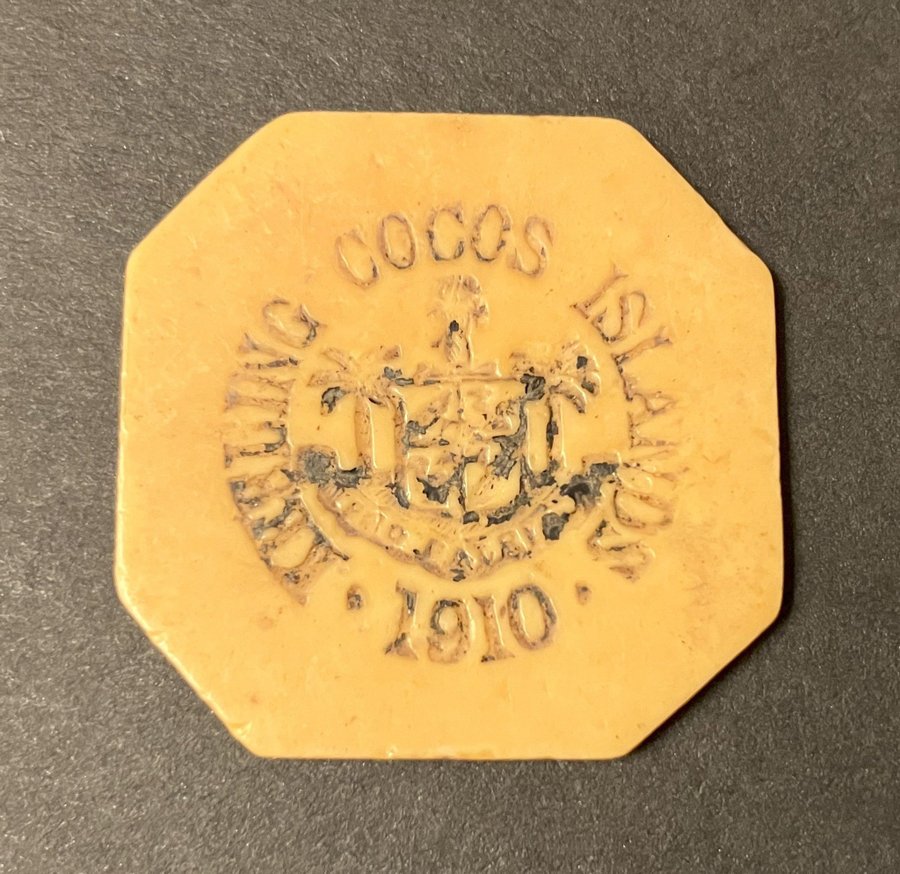 KEELING COCOS ISLANDS
· 1910 ·